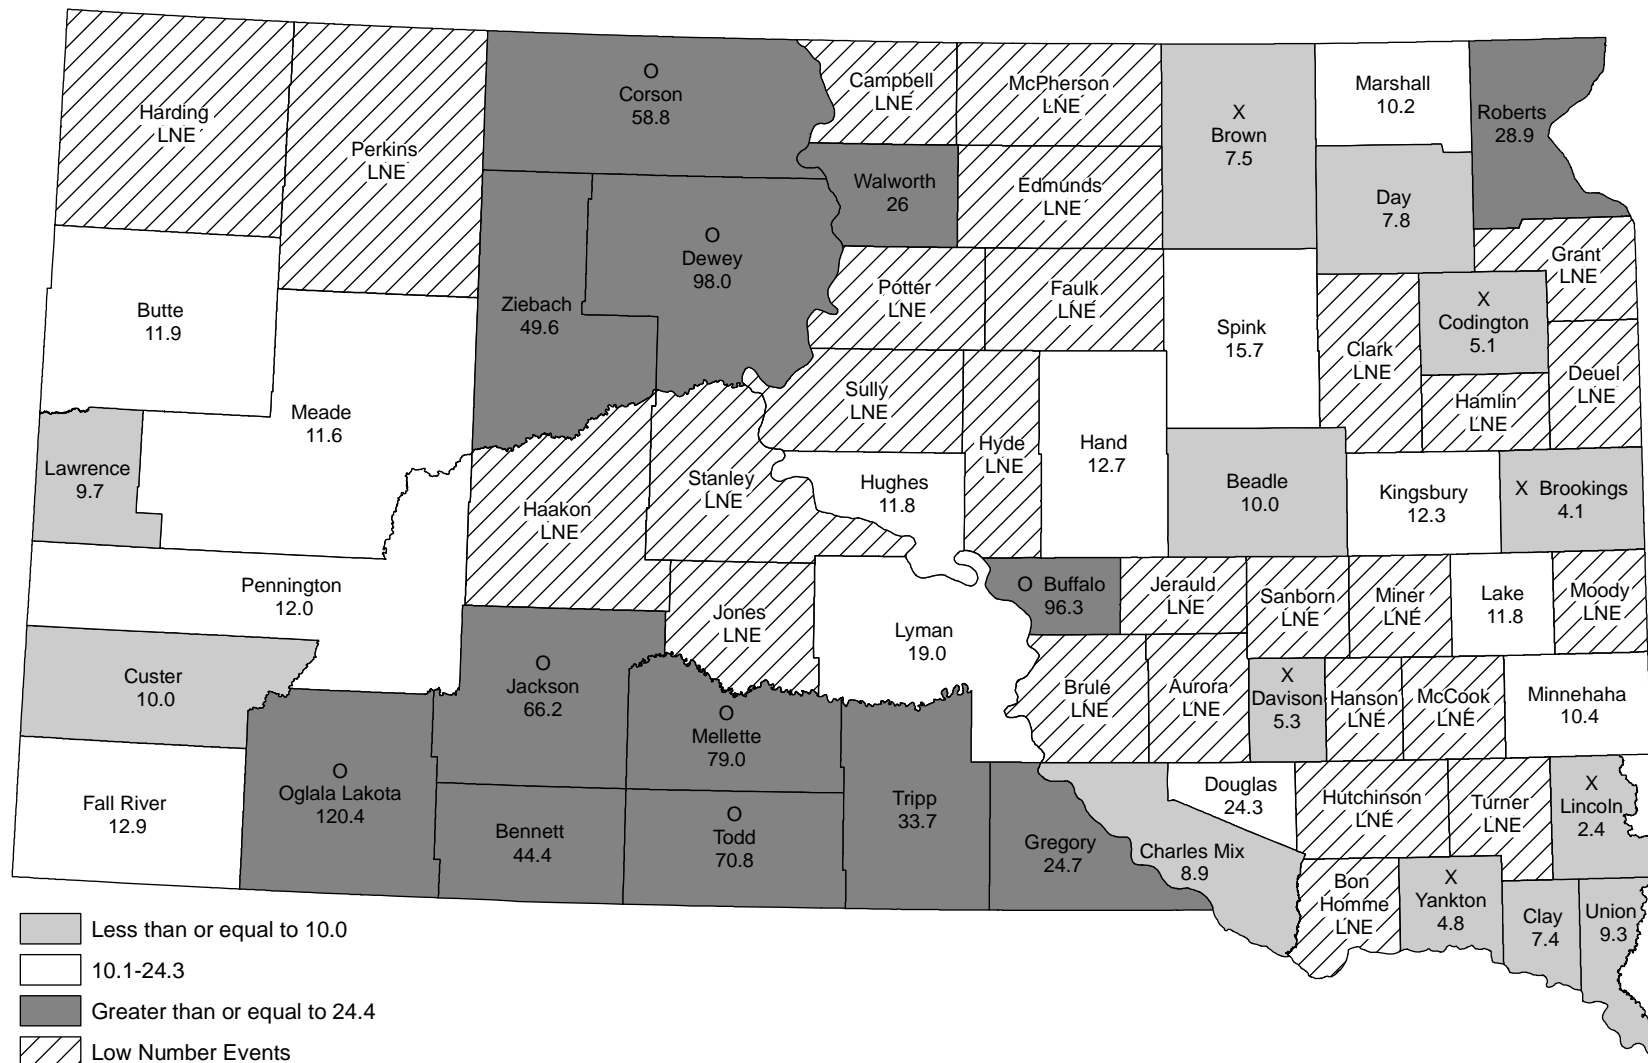 Harding
LNE
Perkins
LNE
O
Corson
58.8
Campbell
LNE
McPherson
LNE
X
Brown
7.5
Marshall
10.2
Roberts
28.9
Walworth
26
Edmunds
LNE
Day
7.8
Butte
11.9
Ziebach
49.6
O
Dewey
98.0
Potter
LNE
Faulk
LNE
Spink
15.7
Grant
LNE
X
Codington
5.1
Clark
LNE
Deuel
LNE
Hamlin
LNE
Meade
11.6
Sully
LNE
Hyde
LNE
Hand
12.7
Lawrence
9.7
Haakon
LNE
Stanley
LNE
Hughes
11.8
Beadle
10.0
Kingsbury
12.3
X Brookings
4.1
Pennington
12.0
Jones
LNE
Lyman
19.0
O Buffalo
96.3
Jerauld
LNE
Sanborn
LNE
Miner
LNE
Lake
11.8
Moody
LNE
Custer
10.0
O
Jackson
66.2
O
Mellette
79.0
Brule
LNE
Aurora
LNE
X
Davison
5.3
Hanson
LNE
McCook
LNE
Minnehaha
10.4
Fall River
12.9
O
Oglala Lakota
120.4
Bennett
44.4
O
Todd
70.8
Tripp
33.7
Gregory
24.7
Charles Mix
8.9
Douglas
24.3
Hutchinson
LNE
Turner
LNE
X
Lincoln
2.4
Bon
Homme
LNE
X
Yankton
4.8
Clay
7.4
Union
9.3
Less than or equal to 10.0
10.1-24.3
Greater than or equal to 24.4
Low Number Events